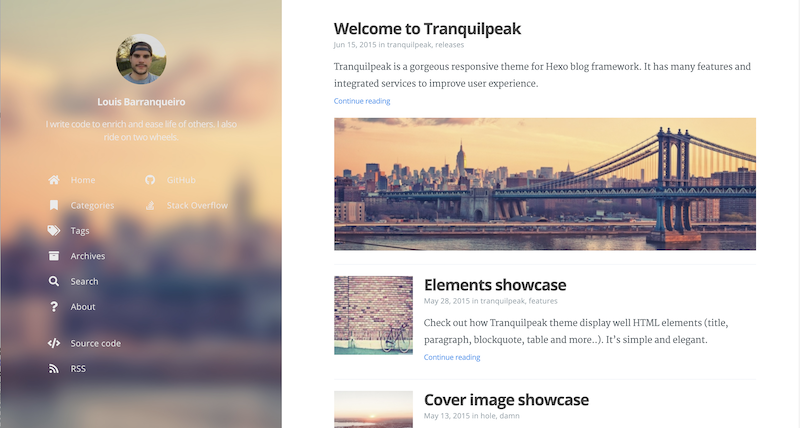 Louis Barranqueiro
I write code to enrich and ease life of others. I also
ride on two wheels.
Home
GitHub
Categories
Stack Overflow
Tags
Archives
Search
About
Source code
RSS
Welcome to Tranquilpeak
Jun 15, 2015 in tranquilpeak, releases
Tranquilpeak is a gorgeous responsive theme for Hexo blog framework. It has many features and
integrated services to improve user experience.
Continue reading
Elements showcase
May 28, 2015 in tranquilpeak, features
Check out how Tranquilpeak theme display well HTML elements (title,
paragraph, blockquote, table and more..). It's simple and elegant.
Continue reading
Cover image showcase
May 13, 2015 in hole, damn